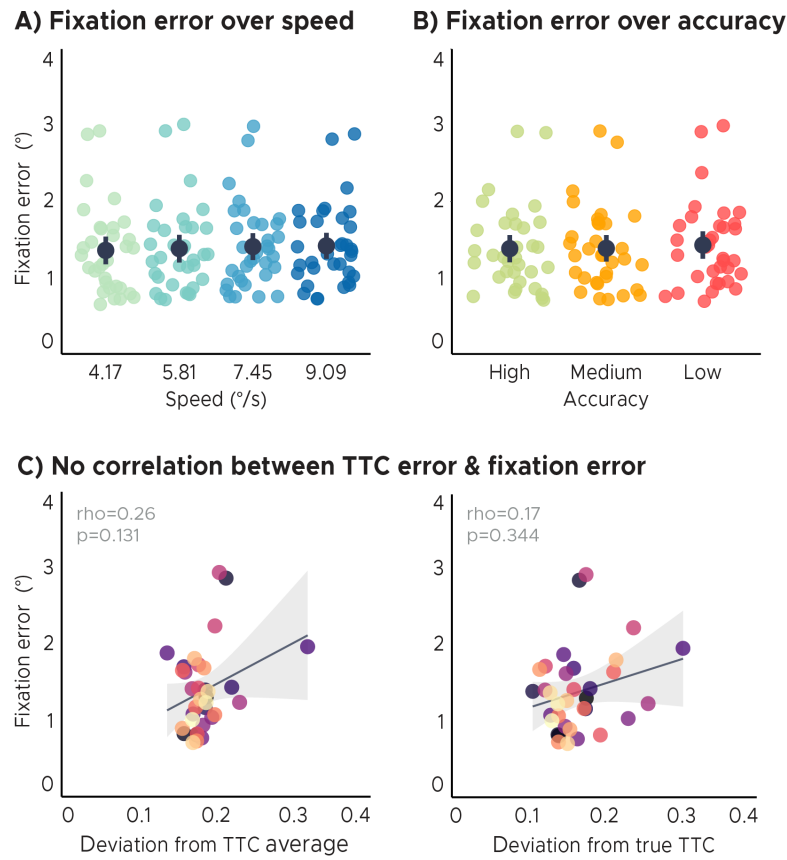 A) Fixation error over speed
Fixation error (°)
4
3
2
1
0
4.17 5.81 7.45 9.09
Speed (°/s)
B) Fixation error over accuracy
4
3
2
1
0
High Medium Low
Accuracy
C) No correlation between TTC error & fixation error
Fixation error (°)
4
3
2
1
0
rho=0.26
p=0.131
0 0.1 0.2 0.3 0.4
Deviation from TTC average
4
3
2
1
0
rho=0.17
p=0.344
0 0.1 0.2 0.3 0.4
Deviation from true TTC